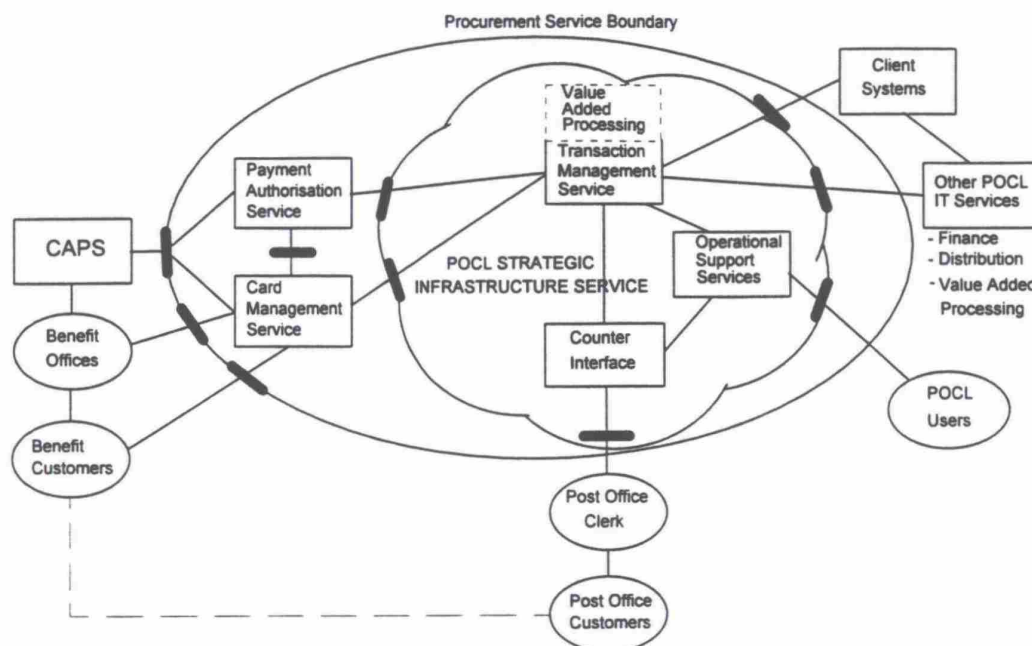 Procurement Service Boundary
Client
Systems
Value
Added
Processing
Transaction
Management
Service
Payment
Authorisation
Service
Other POCL
IT Services
- Finance
- Distribution
- Value Added
Processing
CAPS
Operational
Support
Services
POCL STRATEGIC
INFRASTRUCTURE SERVICE
Card
Management
Service
Benefit
Offices
Counter
Interface
POCL
Users
Benefit
Customers
Post Office
Clerk
Post Office
Customers